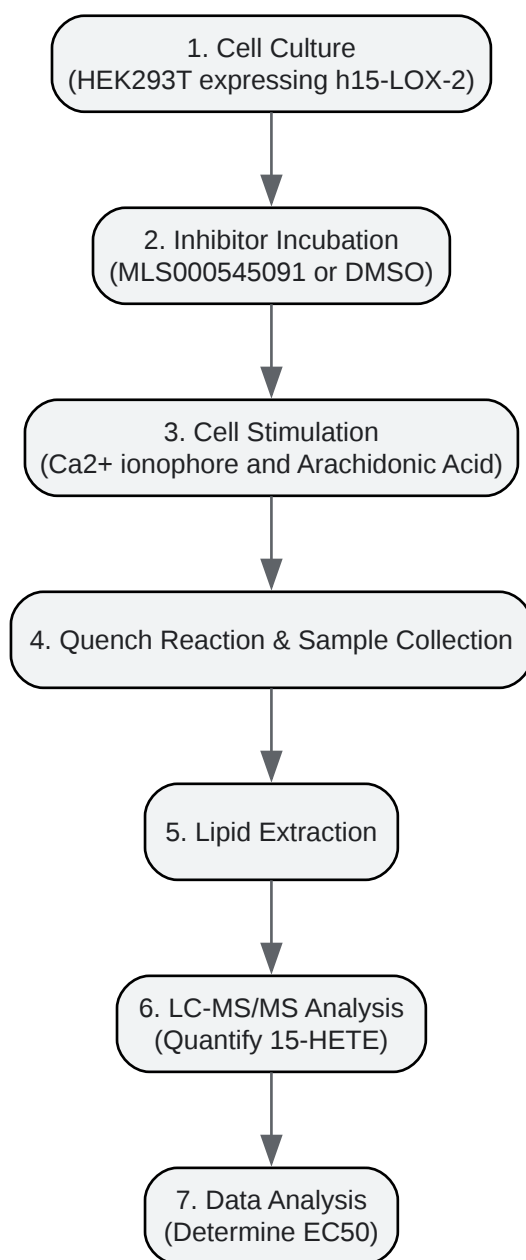 1. Cell Culture
(HEK293T expressing h15-LOX-2)
2. Inhibitor Incubation
(MLS000545091 or DMSO)
3. Cell Stimulation
(Ca2+ ionophore and Arachidonic Acid)
4. Quench Reaction & Sample Collection
5. Lipid Extraction
6. LC-MS/MS Analysis
(Quantify 15-HETE)
7. Data Analysis
(Determine EC50)